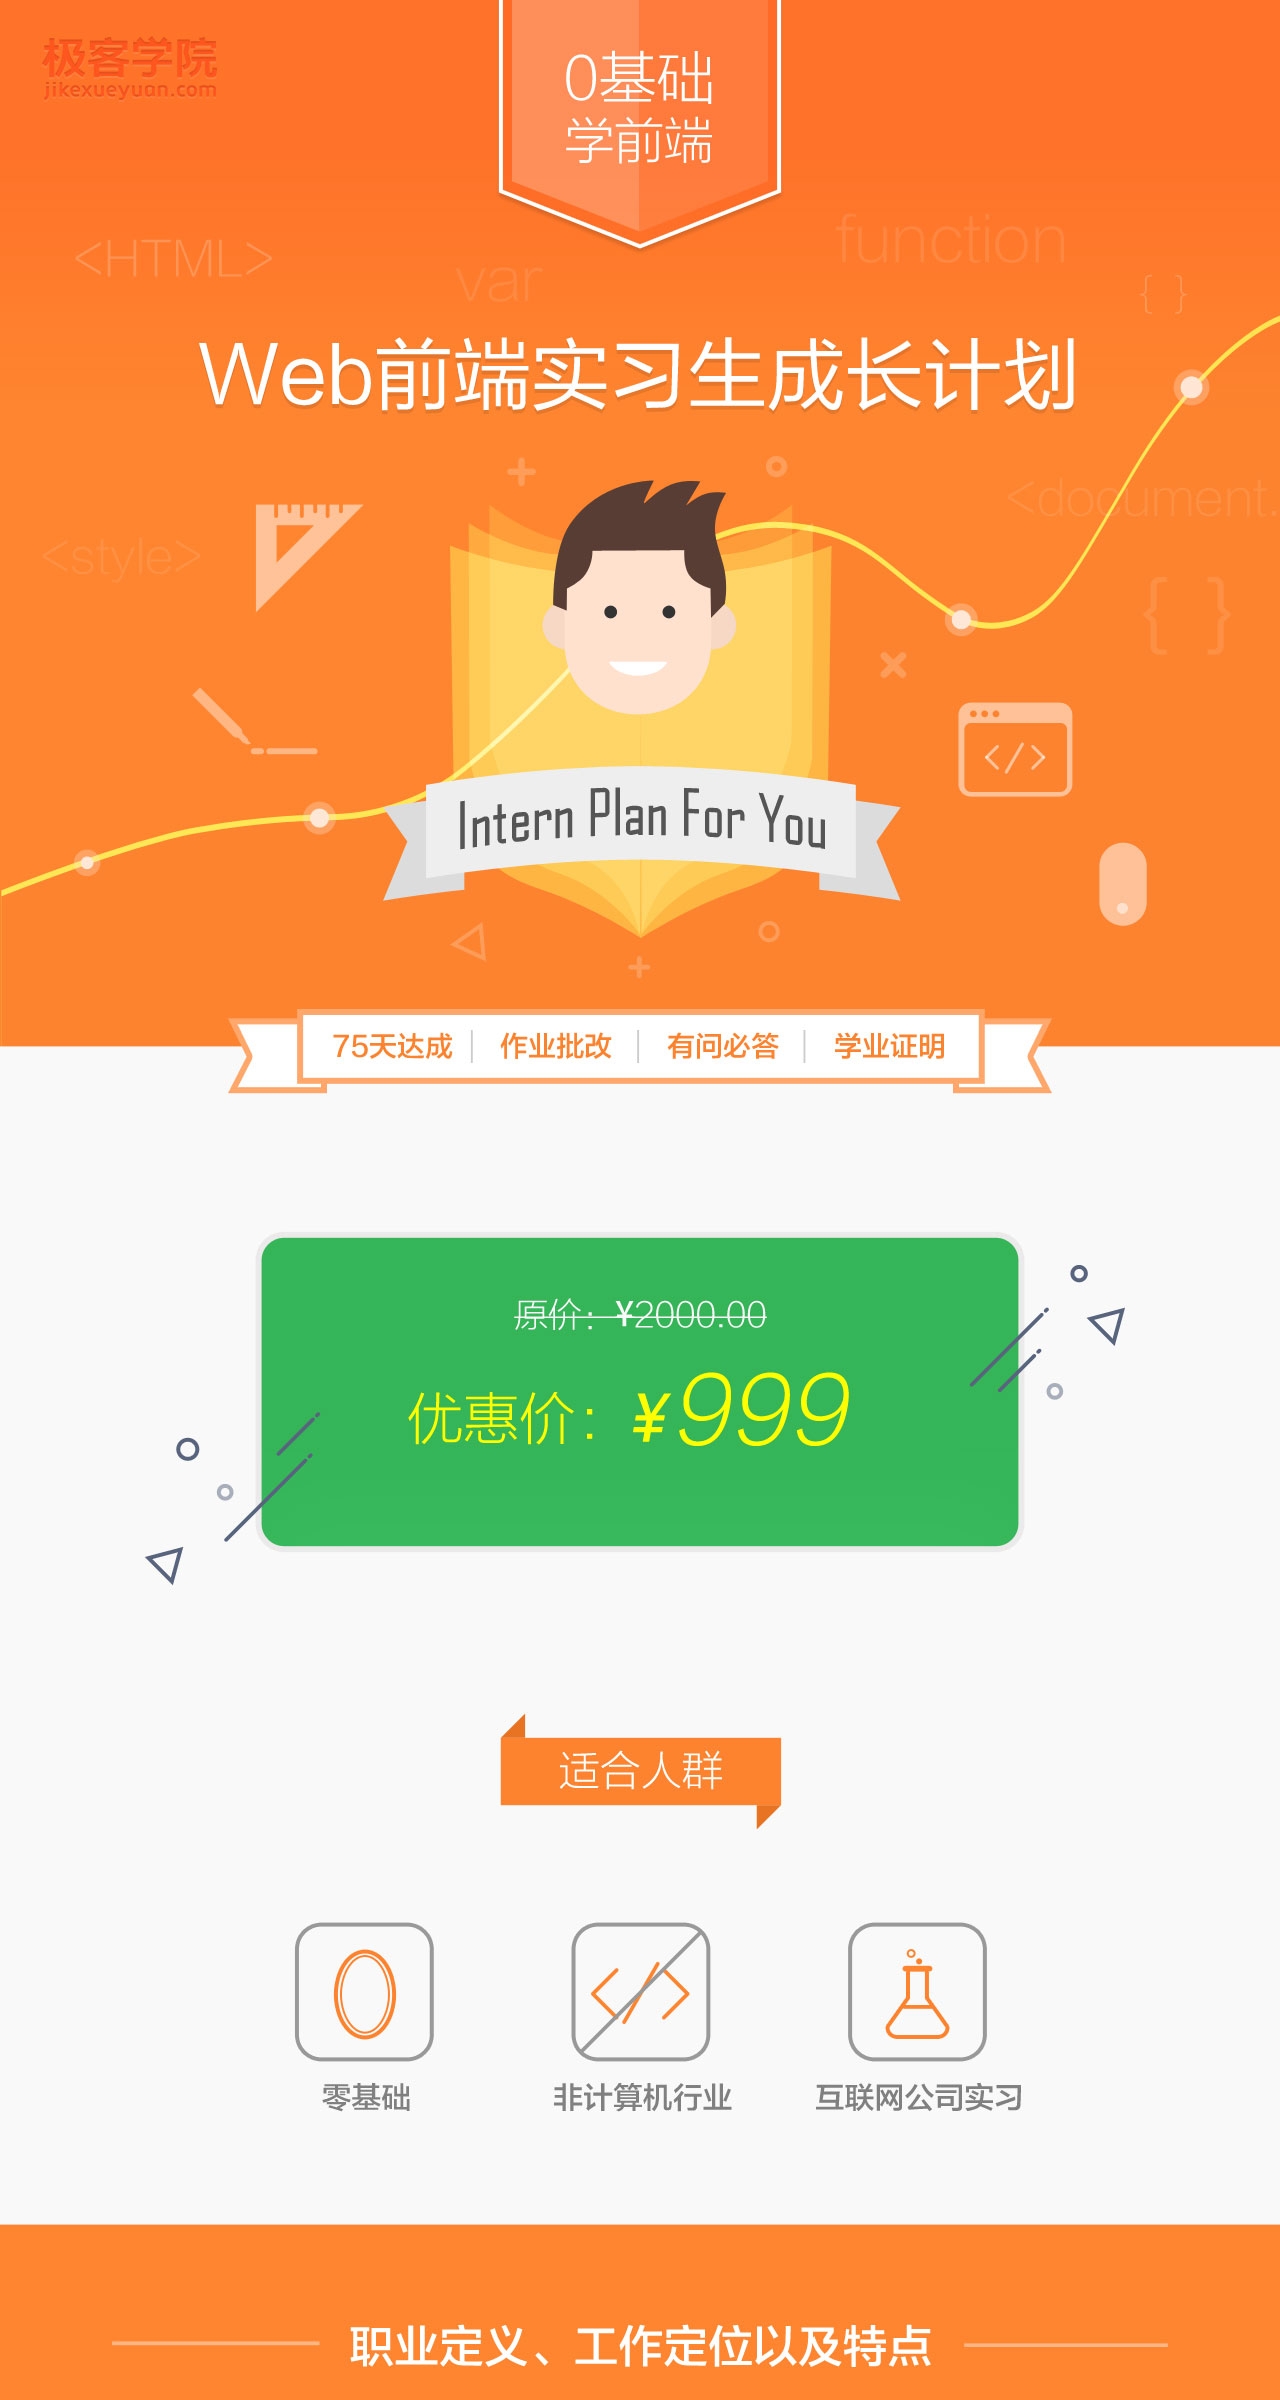 极客学院
jikexueyuan.com
0基础
学前端
<HTML>
var
function
{ }
Web前端实习生成长计划
<document.
<style>
{ }
</>
Intern Plan For You
75天达成 作业批改 有问必答 学业证明
原价：¥2000.00
优惠价：¥999
适合人群
</>
零基础 非计算机行业 互联网公司实习
职业定义、工作定位以及特点